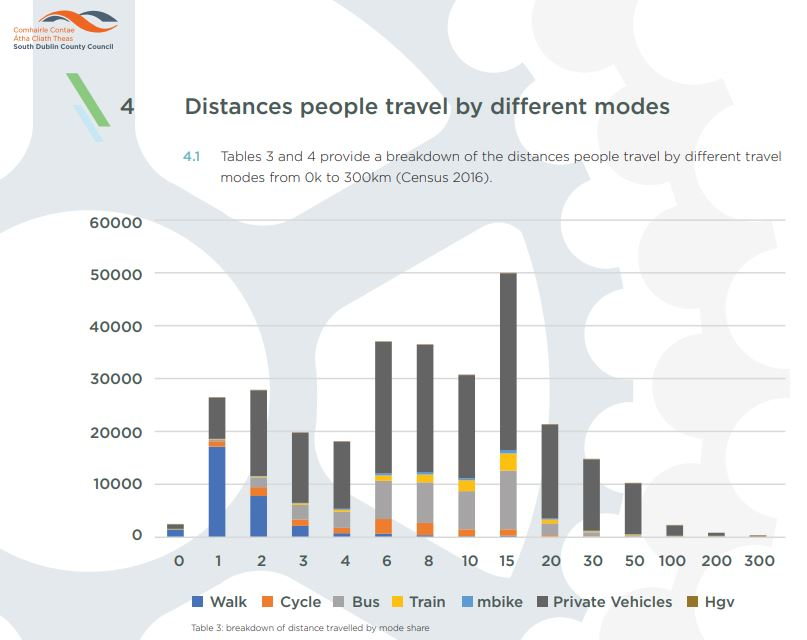 Comhairle Contae
Átha Cliath Theas
South Dublin County Council
4 Distances people travel by different modes
4.1 Tables 3 and 4 provide a breakdown of the distances people travel by different travel
modes from 0k to 300km (Census 2016).
60000
50000
40000
30000
20000
10000
0
0 1 2 3 4 6 8 10 15 20 30 50 100 200 300
Walk Cycle Bus Train mbike Private Vehicles Hgv
Table 3: breakdown of distance travelled by mode share